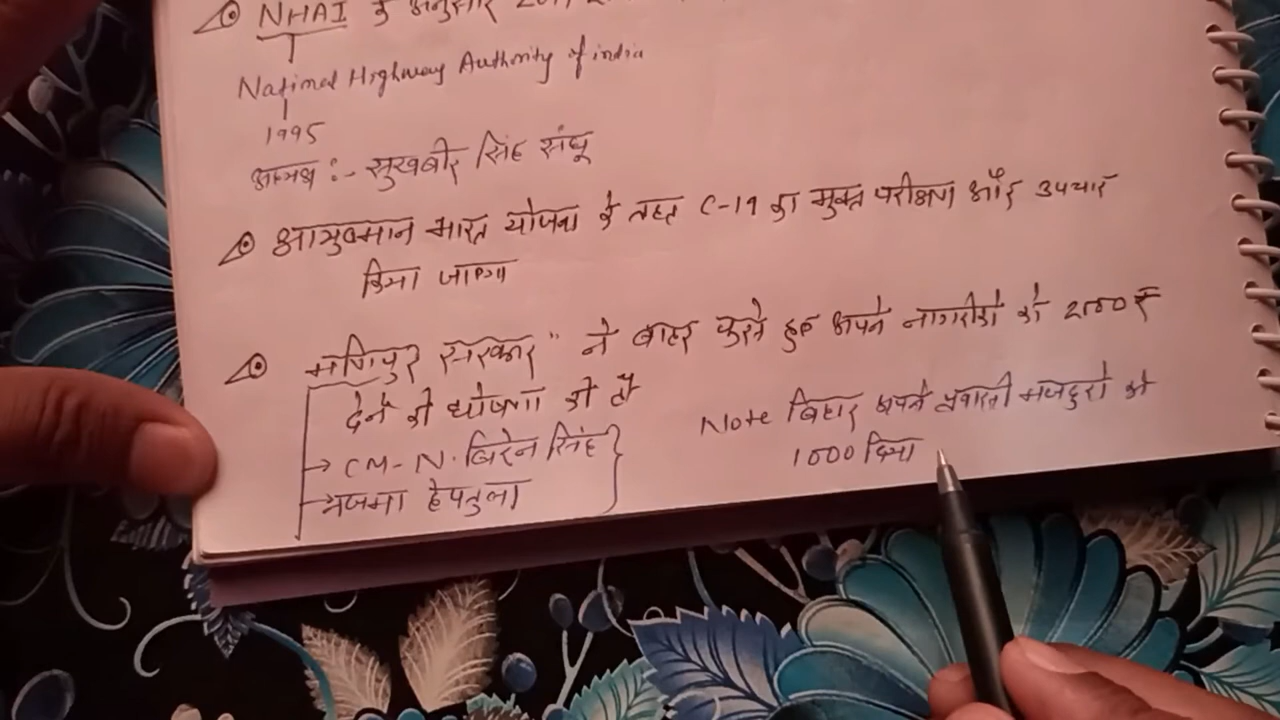 NHAI के अनुसार
National Highway Authority of india
1995
अध्यक्ष :- सुखबीर सिंह संधू
आयुष्मान भारत योजना के तहत C-19 का मुक्त परीक्षण और उपचार
किया जाएगा
मणिपुर सरकार" ने बाहर फसे हुए अपने नागरीको को 2000 ₹
देने की घोषणा की है
Note बिहार अपने प्रवासी मजदुरो को
→ CM - N. बिरेन सिंह
1000 दिया
→ नजमा हेपतुला